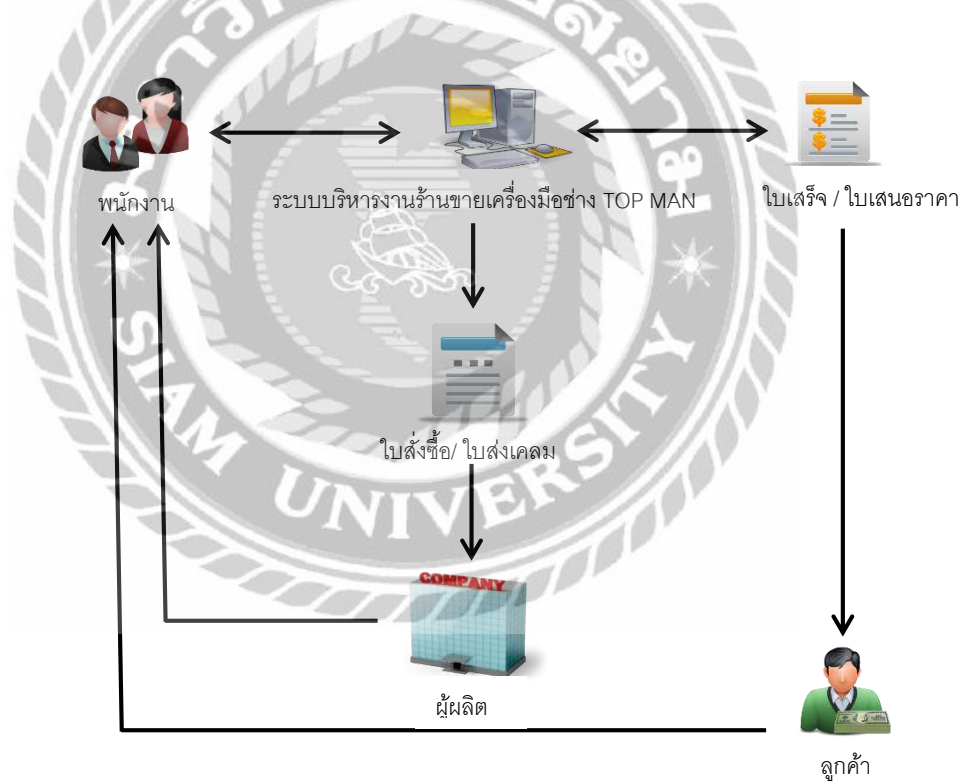 พนักงาน
ระบบบริหารงานร้านขายเครื่องมือช่าง TOP MAN
ใบเสร็จ / ใบเสนอราคา
ใบสั่งซื้อ/ ใบส่งเคลม
COMPANY
ผู้ผลิต
ลูกค้า
SIAM UNIVERSITY